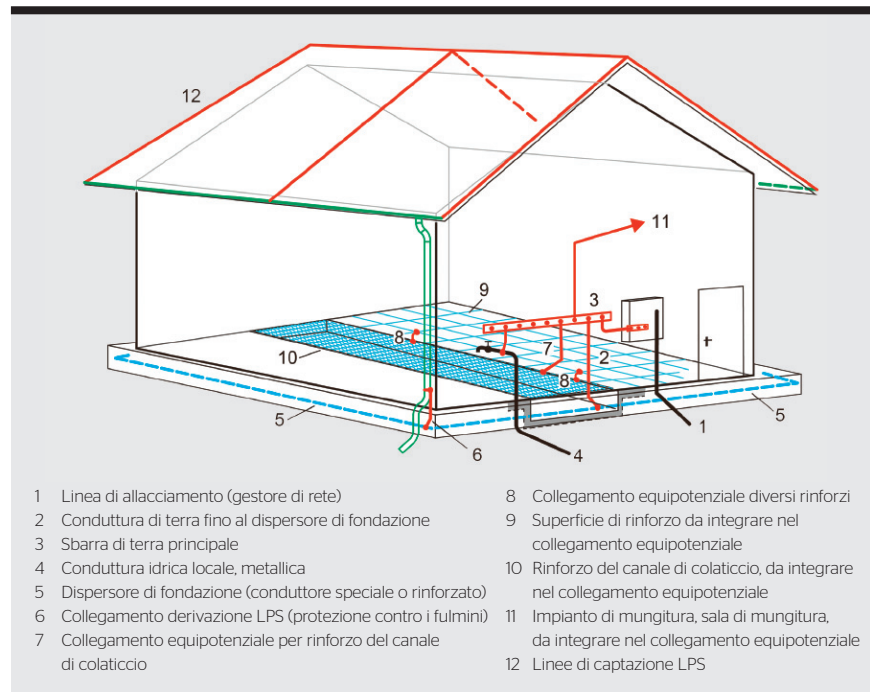 12
11
9
3
8
7
10
2
8
5
6
4
1
5
1 Linea di allacciamento (gestore di rete)
2 Conduttura di terra fino al dispersore di fondazione
3 Sbarra di terra principale
4 Conduttura idrica locale, metallica
5 Dispersore di fondazione (conduttore speciale o rinforzato)
6 Collegamento derivazione LPS (protezione contro i fulmini)
7 Collegamento equipotenziale per rinforzo del canale
di colaticcio
8 Collegamento equipotenziale diversi rinforzi
9 Superficie di rinforzo da integrare nel
collegamento equipotenziale
10 Rinforzo del canale di colaticcio, da integrare
nel collegamento equipotenziale
11 Impianto di mungitura, sala di mungitura,
da integrare nel collegamento equipotenziale
12 Linee di captazione LPS